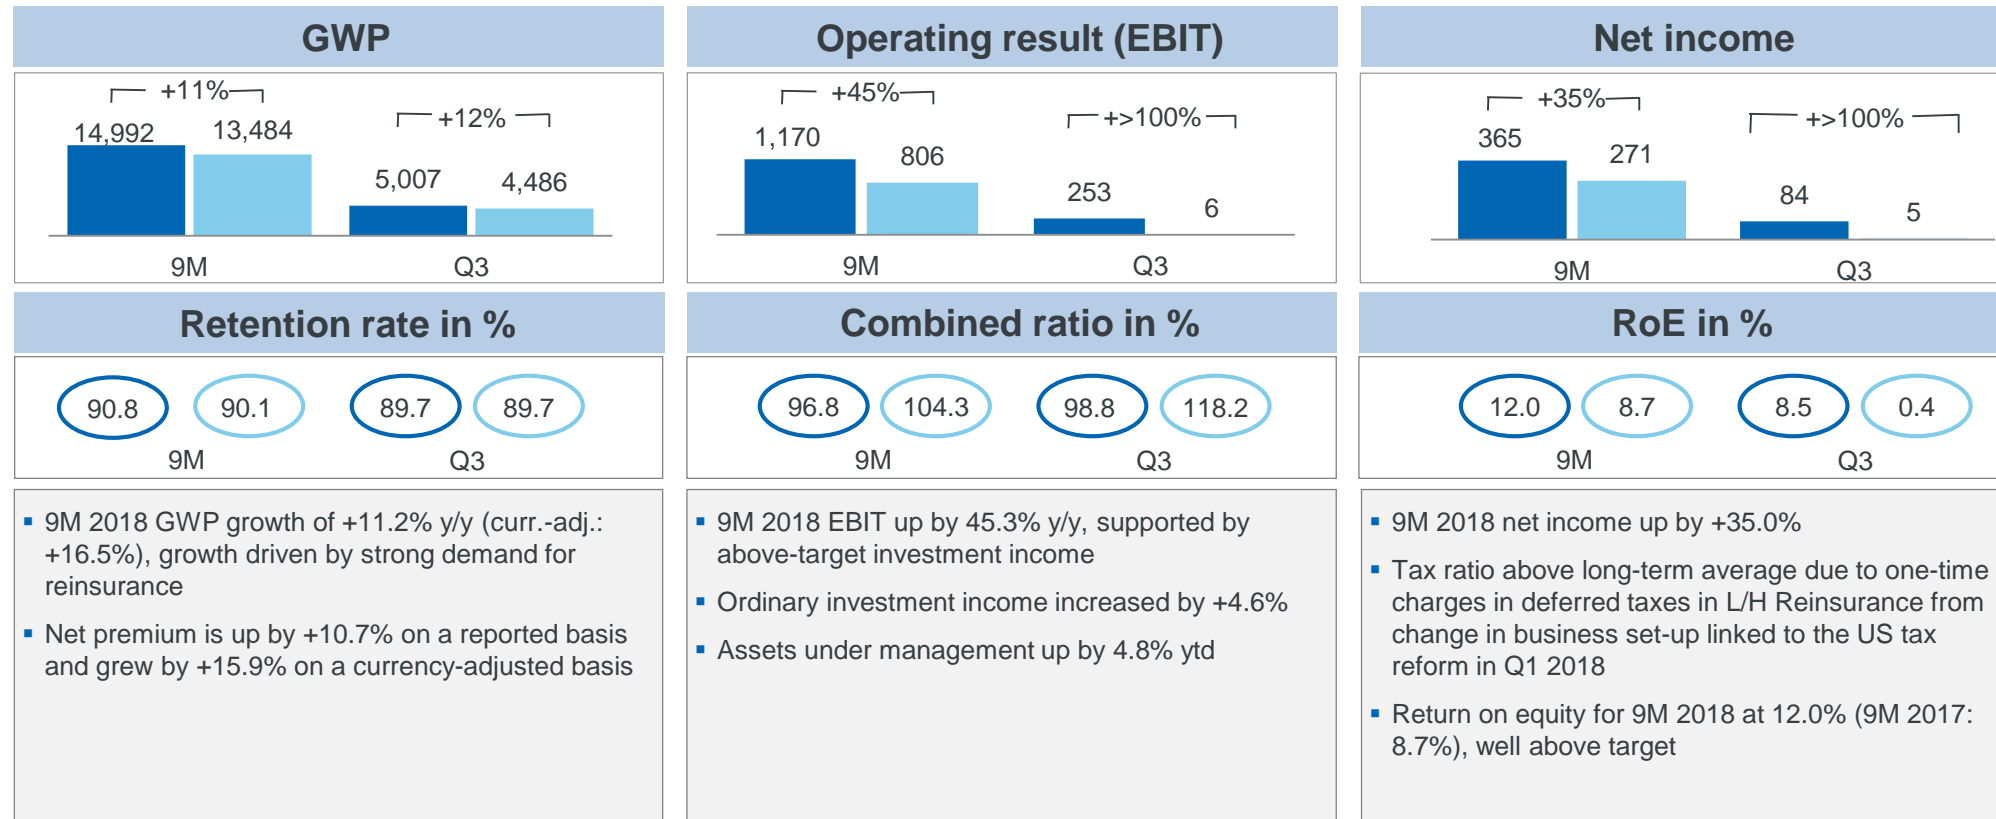 GWP
+11%
+12%
14,992
13,484
5,007
4,486
9M
Q3
Operating result (EBIT)
+45%
+>100%
1,170
806
253
6
9M
Q3
Net income
+35%
+>100%
365
271
84
5
9M
Q3
Retention rate in %
90.8
90.1
89.7
89.7
9M
Q3
Combined ratio in %
96.8
104.3
98.8
118.2
9M
Q3
RoE in %
12.0
8.7
8.5
0.4
9M
Q3
▪ 9M 2018 GWP growth of +11.2% y/y (curr.-adj.:
+16.5%), growth driven by strong demand for
reinsurance
▪ Net premium is up by +10.7% on a reported basis
and grew by +15.9% on a currency-adjusted basis
▪ 9M 2018 EBIT up by 45.3% y/y, supported by
above-target investment income
▪ Ordinary investment income increased by +4.6%
▪ Assets under management up by 4.8% ytd
▪ 9M 2018 net income up by +35.0%
▪ Tax ratio above long-term average due to one-time
charges in deferred taxes in L/H Reinsurance from
change in business set-up linked to the US tax
reform in Q1 2018
▪ Return on equity for 9M 2018 at 12.0% (9M 2017:
8.7%), well above target